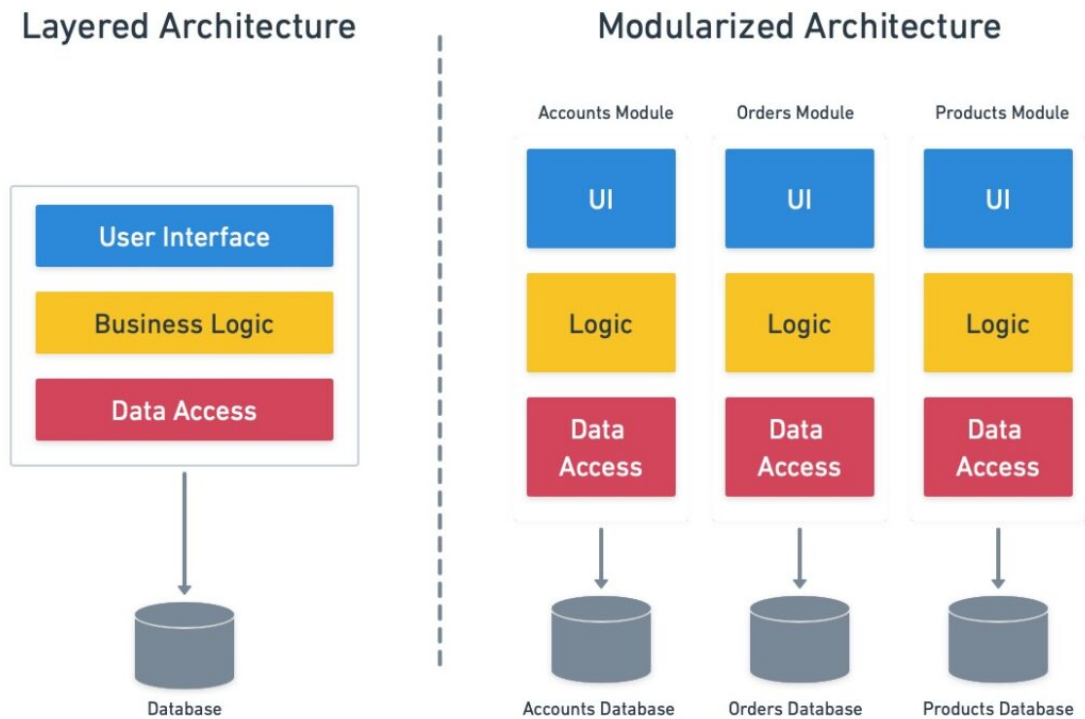 Layered Architecture
User Interface
Business Logic
Data Access
Database
Modularized Architecture
Accounts Module
UI
Logic
Data
Access
Accounts Database
Orders Module
UI
Logic
Data
Access
Orders Database
Products Module
UI
Logic
Data
Access
Products Database